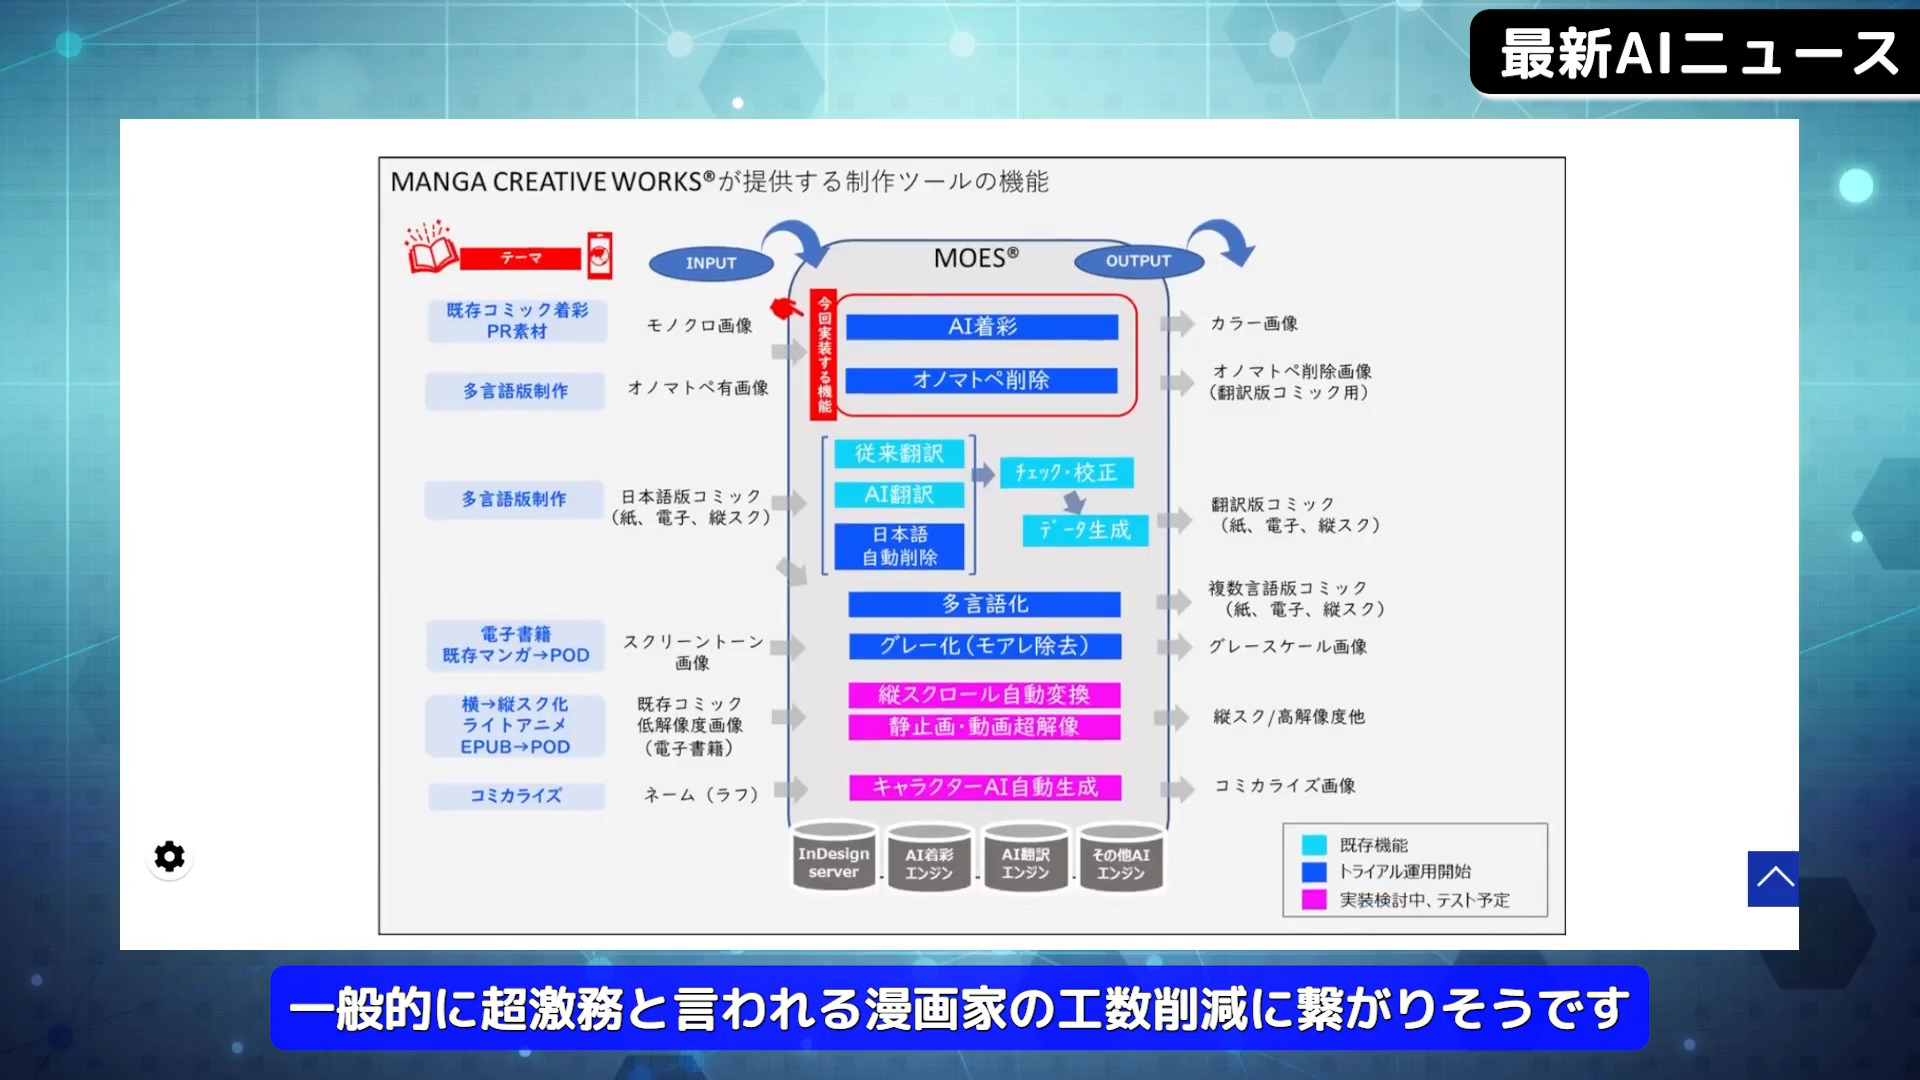 最新AIニュース
MANGA CREATIVE WORKS®が提供する制作ツールの機能
テーマ
INPUT
MOES®
OUTPUT
既存コミック着彩
PR素材
モノクロ画像
今回実装する機能
AI着彩
カラー画像
多言語版制作
オノマトペ有画像
オノマトペ削除
オノマトペ削除画像
（翻訳版コミック用）
多言語版制作
日本語版コミック
（紙、電子、縦スク）
従来翻訳
AI翻訳
日本語
自動削除
チェック・校正
データ生成
翻訳版コミック
（紙、電子、縦スク）
多言語化
複数言語版コミック
（紙、電子、縦スク）
電子書籍
既存マンガ→POD
スクリーントーン
画像
グレー化（モアレ除去）
グレースケール画像
横→縦スク化
ライトアニメ
EPUB→POD
既存コミック
低解像度画像
（電子書籍）
縦スクロール自動変換
静止画・動画超解像
縦スク/高解像度他
コミカライズ
ネーム（ラフ）
キャラクターAI自動生成
コミカライズ画像
InDesign
server
AI着彩
エンジン
AI翻訳
エンジン
その他AI
エンジン
既存機能
トライアル運用開始
実装検討中、テスト予定
一般的に超激務と言われる漫画家の工数削減に繋がりそうです